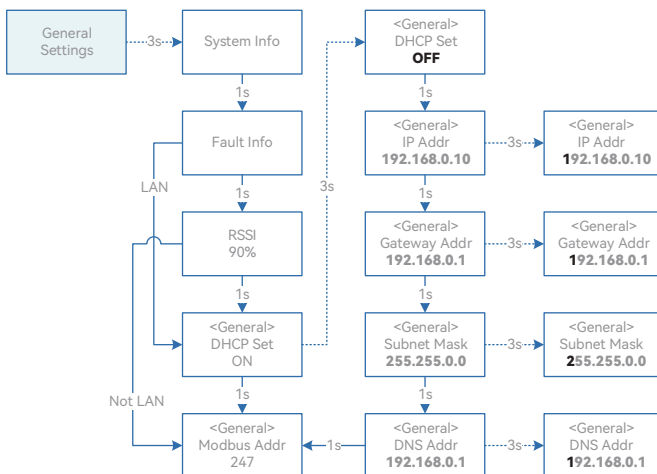 General
Settings
3s
System Info
1s
Fault Info
LAN
1s
RSSI
90%
1s
<General>
DHCP Set
ON
3s
Not LAN
1s
<General>
Modbus Addr
247
<General>
DHCP Set
OFF
1s
<General>
IP Addr
192.168.0.10
3s
<General>
IP Addr
192.168.0.10
1s
<General>
Gateway Addr
192.168.0.1
3s
<General>
Gateway Addr
192.168.0.1
1s
<General>
Subnet Mask
255.255.0.0
3s
<General>
Subnet Mask
255.255.0.0
1s
<General>
DNS Addr
192.168.0.1
1s
3s
<General>
DNS Addr
192.168.0.1